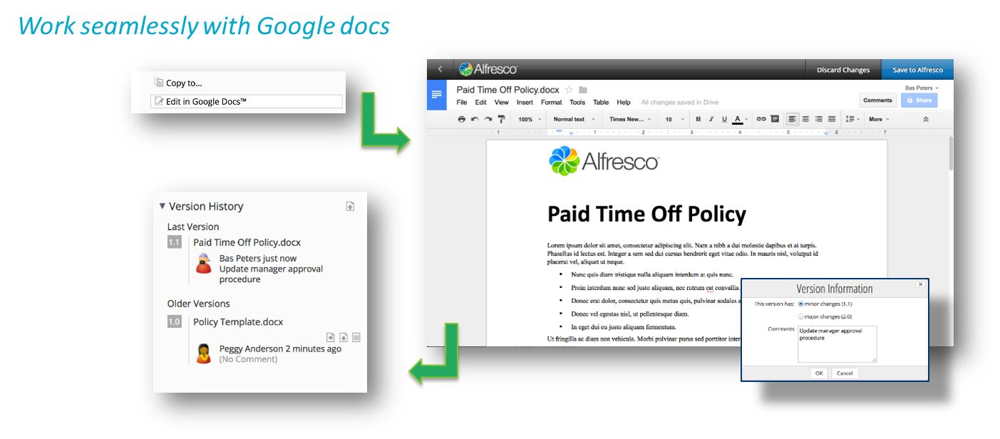 Work seamlessly with Google docs
Copy to...
Edit in Google Docs™
Alfresco
Discard Changes
Save to Alfresco
Paid Time Off Policy.docx
Bas Peters
File Edit View Insert Format Tools Table Help All changes saved in Drive
Comments
Share
100% Normal text Times New... 10 B I U A More
1 1 2 3 4 5 6 7
Alfresco™
Paid Time Off Policy
Lorem ipsum dolor sit amet, consectetur adipiscing elit. Nam a nibh a dui molestie dapibus et at turpis.
Phasellus id lectus est. Integer a sem sed dui cursus hendrerit eget vitae odio. In mauris nisl, volutpat id
placerat vel, aliquet ut neque.
▪ Nunc quis diam tristique nulla aliquam interdum at quis nunc.
▪ Proin interdum nunc sed justo aliquam, nec rutrum est convallis.
▪ Donec erat dolor, consectetur quis metus quis, pulvinar sodales a
▪ Donec vel egestas nisl, ut pellentesque diam.
▪ In eget dui eu justo aliquam fermentum.
Ut fringilla ac diam non vehicula. Morbi pulvinar purus sed porttitor inter
Version Information
This version has: minor changes (1.1)
major changes (2.0)
Comments
Update manager approval
procedure
OK Cancel
Version History
Last Version
1.1 Paid Time Off Policy.docx
Bas Peters just now
Update manager approval
procedure
Older Versions
1.0 Policy Template.docx
Peggy Anderson 2 minutes ago
(No Comment)